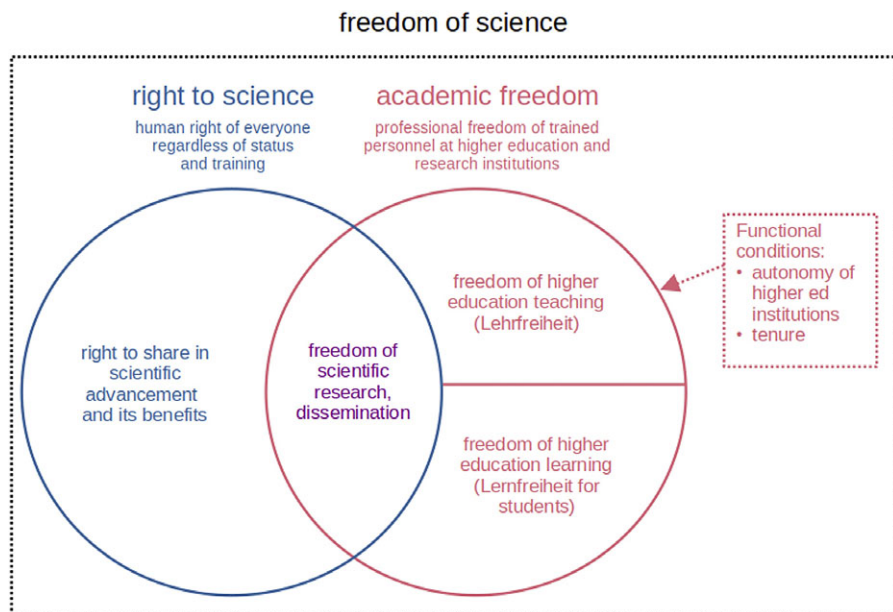 freedom of science
right to science
human right of everyone
regardless of status
and training
academic freedom
professional freedom of trained
personnel at higher education and
research institutions
right to share in
scientific
advancement
and its benefits
freedom of
scientific
research,
dissemination
freedom of higher
education teaching
(Lehrfreiheit)
freedom of higher
education learning
(Lernfreiheit for
students)
Functional
conditions:
• autonomy of
higher ed
institutions
• tenure